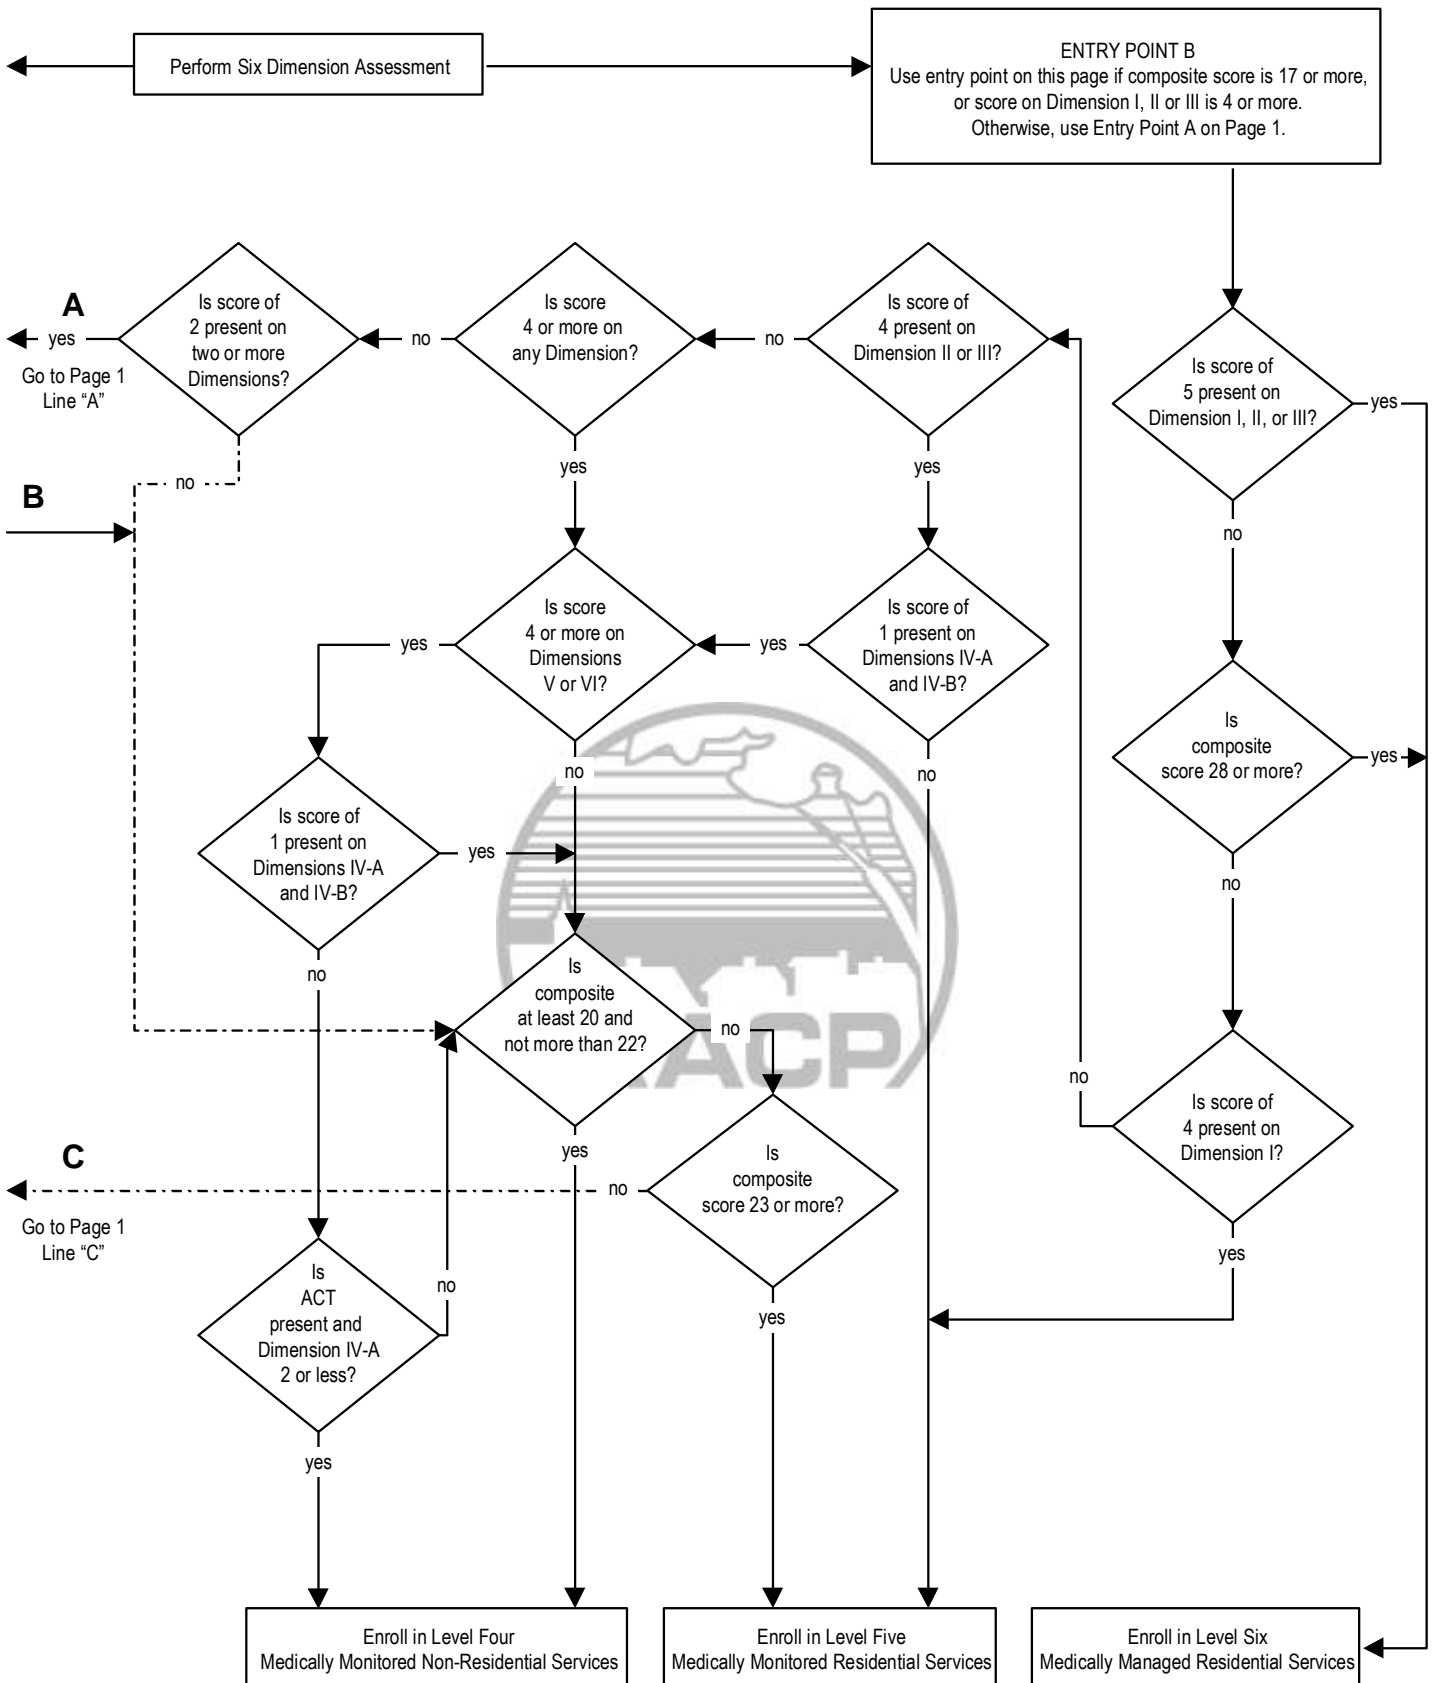 Perform Six Dimension Assessment
ENTRY POINT B
Use entry point on this page if composite score is 17 or more,
or score on Dimension I, II or III is 4 or more.
Otherwise, use Entry Point A on Page 1.
A
yes
Go to Page 1
Line “A”
Is score of
2 present on
two or more
Dimensions?
no
Is score
4 or more on
any Dimension?
no
Is score of
4 present on
Dimension II or III?
Is score of
5 present on
Dimension I, II, or III?
yes
no
B
yes
yes
no
Is score
4 or more on
Dimensions
V or VI?
yes
yes
Is score of
1 present on
Dimensions IV-A
and IV-B?
no
no
Is
composite
score 28 or more?
yes
no
Is score of
1 present on
Dimensions IV-A
and IV-B?
yes
no
Is
composite
at least 20 and
not more than 22?
no
yes
AACP
Is score of
4 present on
Dimension I?
no
yes
C
no
Go to Page 1
Line “C”
Is
composite
score 23 or more?
yes
Is
ACT
present and
Dimension IV-A
2 or less?
no
yes
Enroll in Level Four
Medically Monitored Non-Residential Services
Enroll in Level Five
Medically Monitored Residential Services
Enroll in Level Six
Medically Managed Residential Services